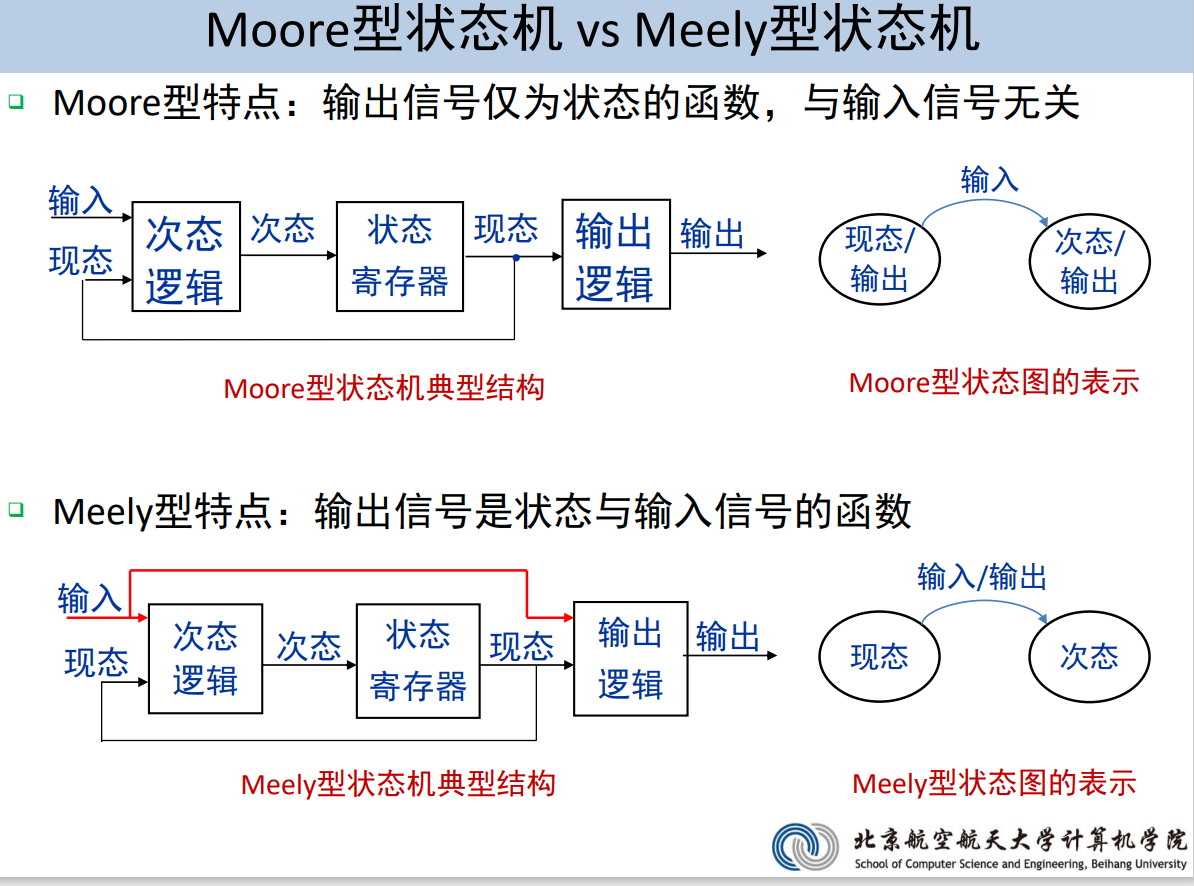 Moore型状态机 vs Meely型状态机
Moore型特点：输出信号仅为状态的函数，与输入信号无关
输入
现态
次态
逻辑
次态
状态
寄存器
现态
输出
逻辑
输出
Moore型状态机典型结构
输入
现态/
输出
次态/
输出
Moore型状态图的表示
Meely型特点：输出信号是状态与输入信号的函数
输入
现态
次态
逻辑
次态
状态
寄存器
现态
输出
逻辑
输出
Meely型状态机典型结构
输入/输出
现态
次态
Meely型状态图的表示
北京航空航天大学计算机学院
School of Computer Science and Engineering, Beihang University